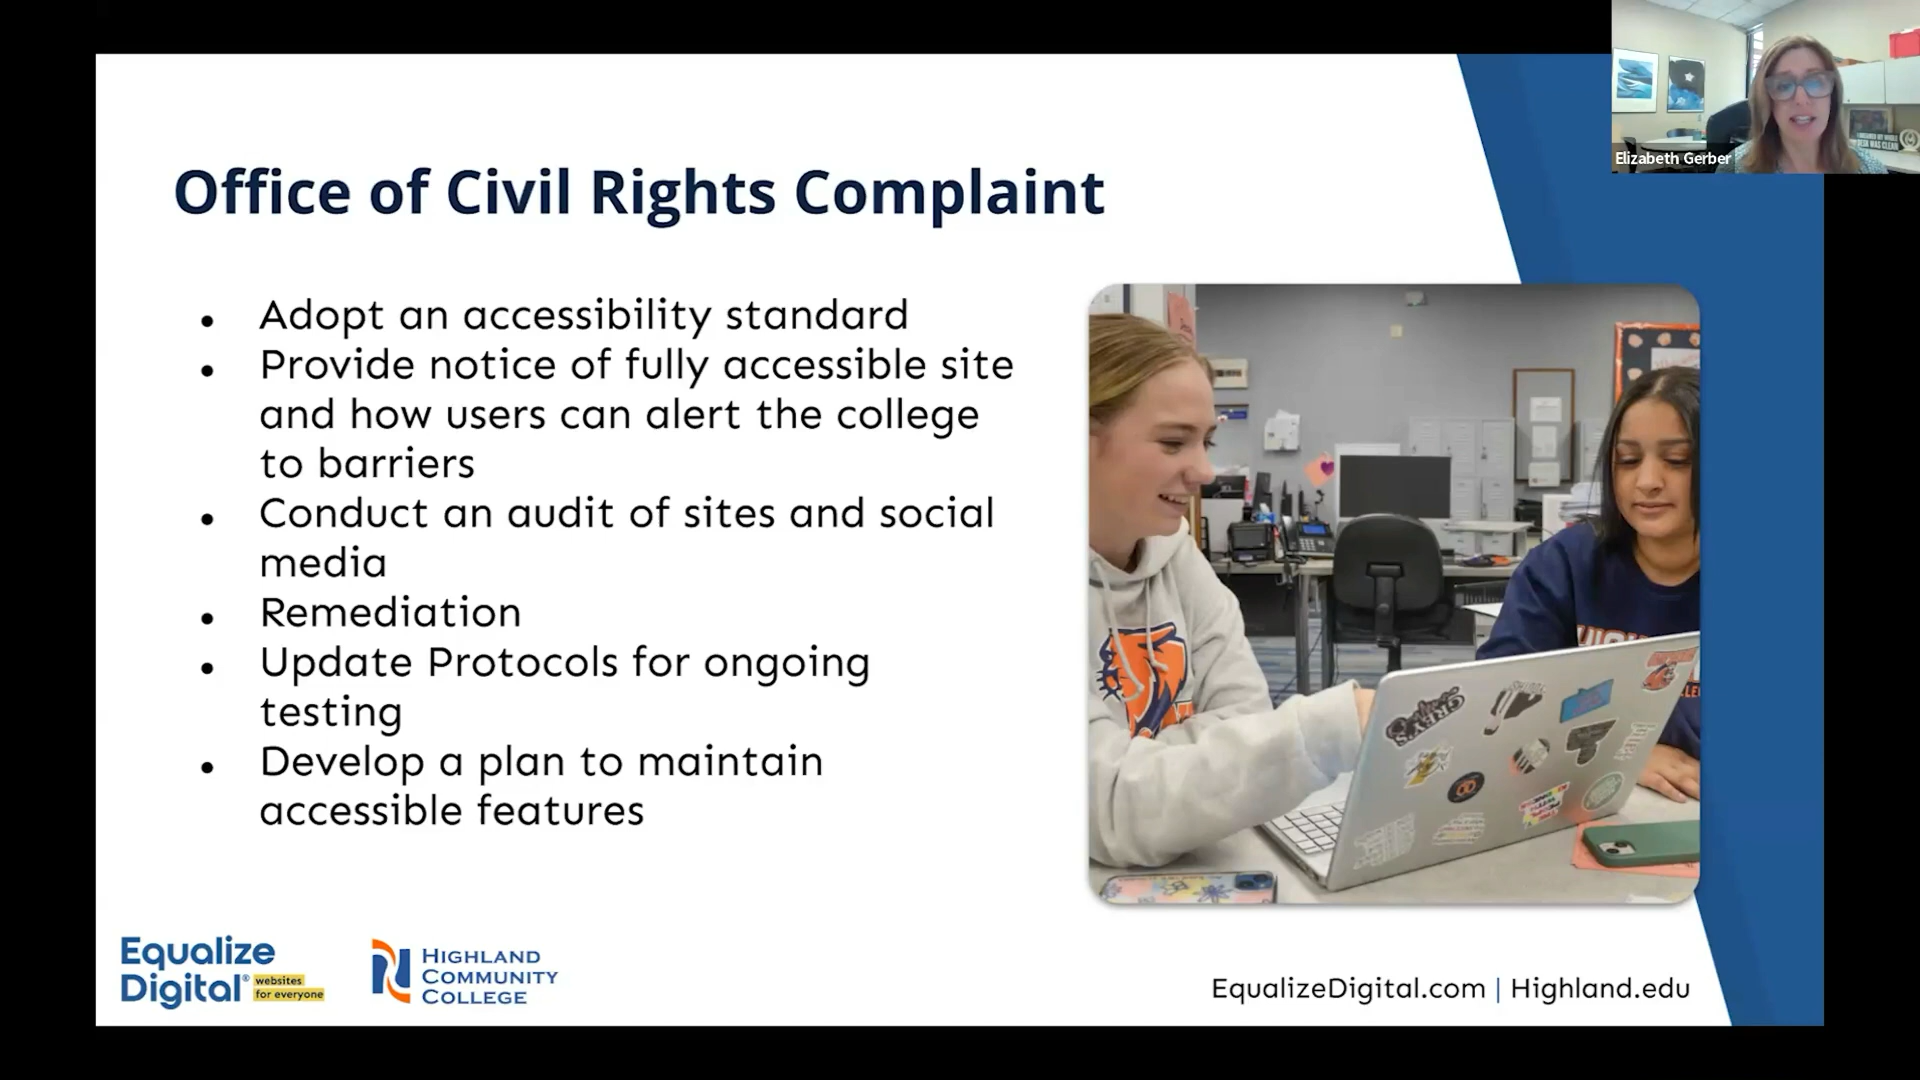 Elizabeth Gerber
Office of Civil Rights Complaint
• Adopt an accessibility standard
• Provide notice of fully accessible site
and how users can alert the college
to barriers
• Conduct an audit of sites and social
media
• Remediation
• Update Protocols for ongoing
testing
• Develop a plan to maintain
accessible features
Equalize
Digital®
websites
for everyone
HIGHLAND
COMMUNITY
COLLEGE
EqualizeDigital.com | Highland.edu